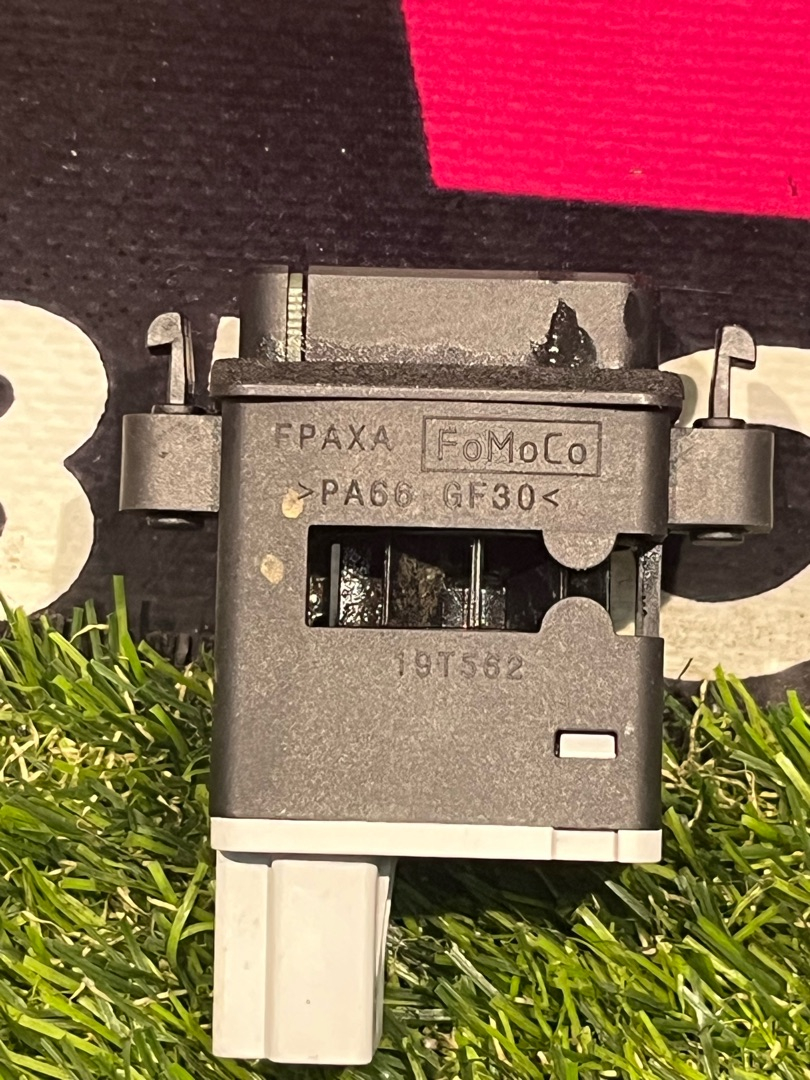 FPAXA FoMoCo
>PA66 GF30<
19T562